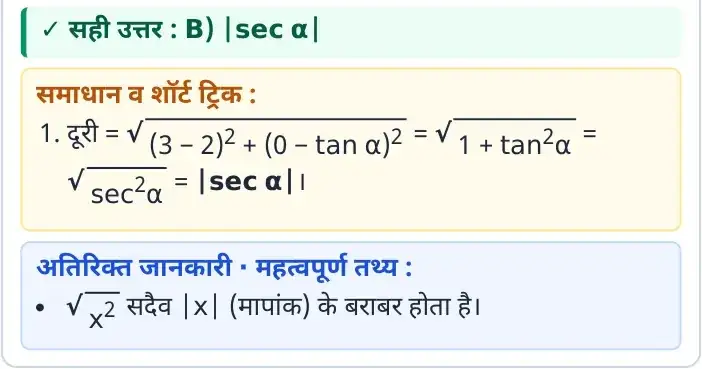 ✓ सही उत्तर : B) |sec α|
समाधान व शॉर्ट ट्रिक :
1. दूरी = √(3 – 2)² + (0 – tan α)² = √1 + tan²α =
√sec²α = |sec α|।
अतिरिक्त जानकारी · महत्वपूर्ण तथ्य :
• √x² सदैव |x| (मापांक) के बराबर होता है।